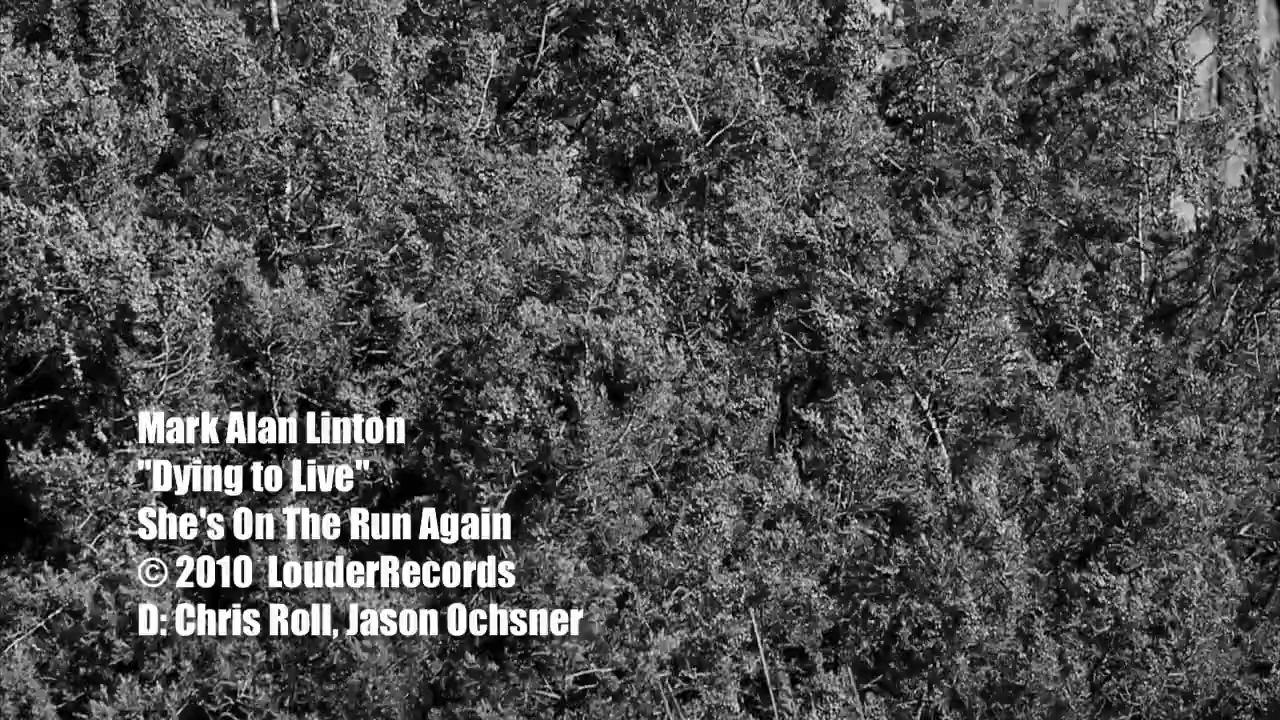 Mark Alan Linton
"Dying to Live"
She's On The Run Again
© 2010 LouderRecords
D: Chris Roll, Jason Ochsner